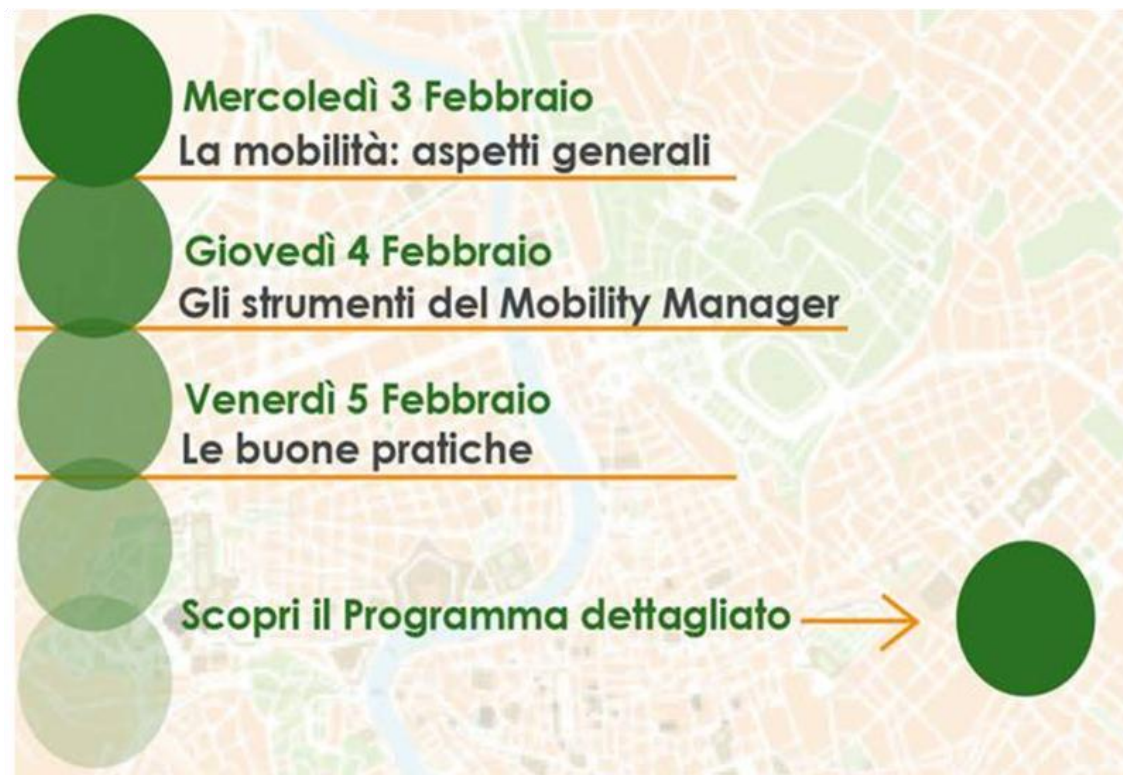 Mercoledì 3 Febbraio
La mobilità: aspetti generali
Giovedì 4 Febbraio
Gli strumenti del Mobility Manager
Venerdì 5 Febbraio
Le buone pratiche
Scopri il Programma dettagliato